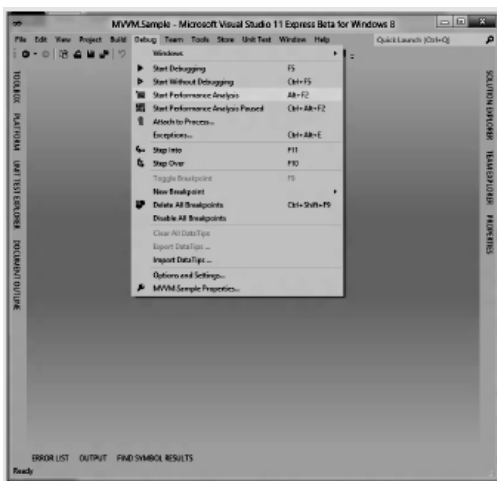 MVVM.Sample - Microsoft Visual Studio 11 Express Beta for Windows 8
File Edit View Project Build Debug Team Tools Store Unit Test Window Help
Quick Launch (Ctrl+Q)
Windows
Start Debugging F5
Start Without Debugging Ctrl+F5
Start Performance Analysis Alt+F2
Start Performance Analysis Paused Ctrl+Alt+F2
Attach to Process...
Exceptions... Ctrl+Alt+E
Step Into F11
Step Over F10
Toggle Breakpoint F9
New Breakpoint
Delete All Breakpoints Ctrl+Shift+F9
Disable All Breakpoints
Clear All DataTips
Export DataTips ...
Import DataTips ...
Options and Settings...
MVVM.Sample Properties...
TOOLBOX
PLATFORM
UNIT TEST EXPLORER
DOCUMENT OUTLINE
SOLUTION EXPLORER
TEAM EXPLORER
PROPERTIES
ERROR LIST OUTPUT FIND SYMBOL RESULTS
Ready